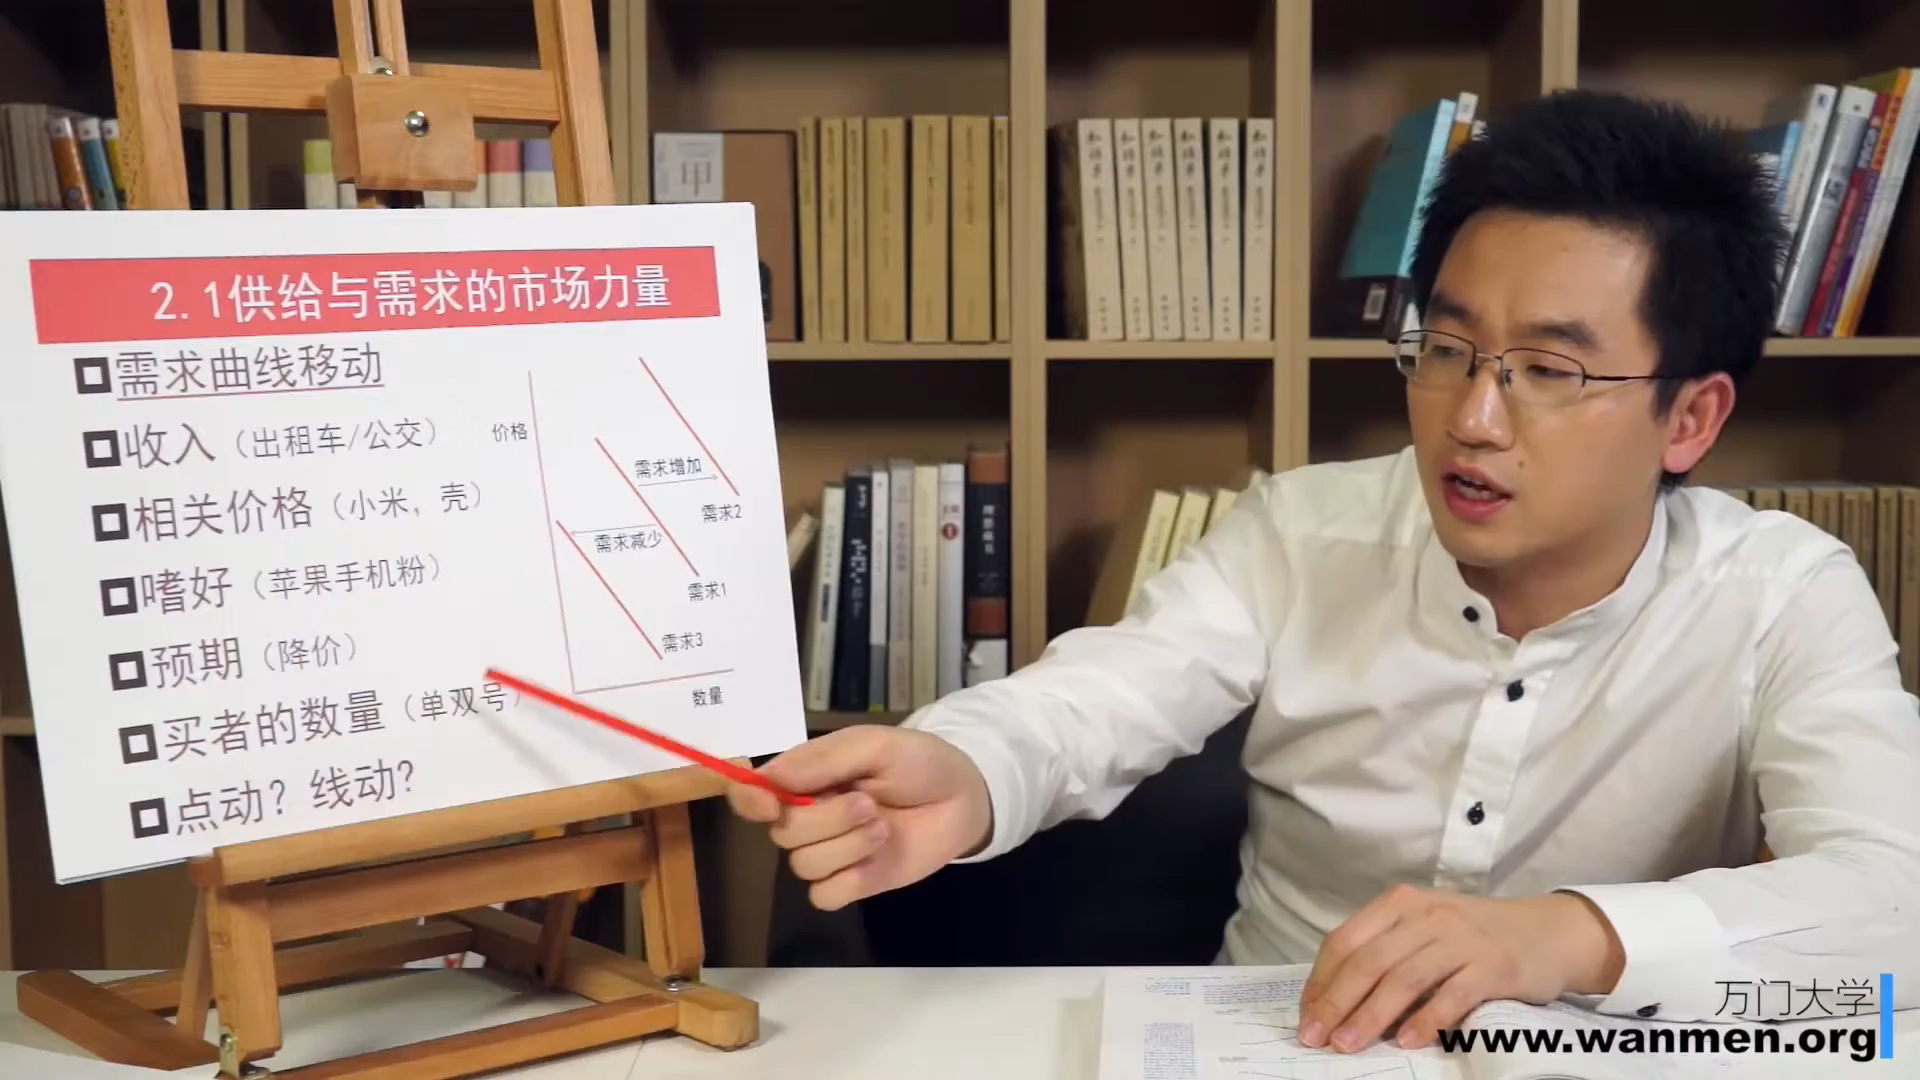 2.1供给与需求的市场力量
需求曲线移动
收入（出租车/公交）
相关价格（小米，壳）
嗜好（苹果手机粉）
预期（降价）
买者的数量（单双号）
点动？线动？
价格
需求增加
需求2
需求减少
需求1
需求3
数量
万门大学
www.wanmen.org